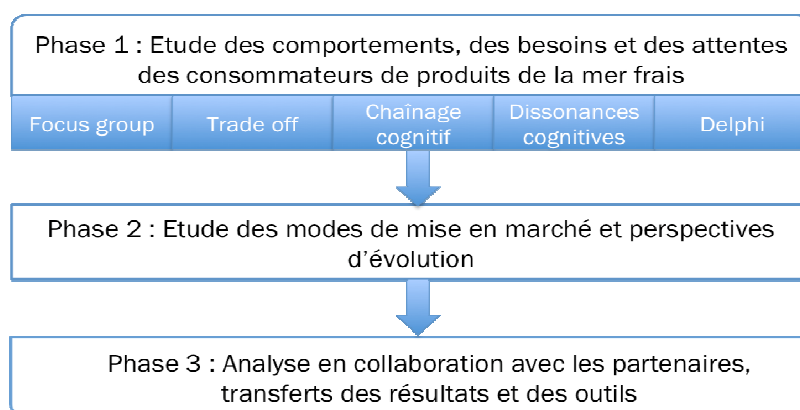 Phase 1 : Etude des comportements, des besoins et des attentes
des consommateurs de produits de la mer frais
Focus group
Trade off
Chaînage
cognitif
Dissonances
cognitives
Delphi
Phase 2 : Etude des modes de mise en marché et perspectives
d'évolution
Phase 3 : Analyse en collaboration avec les partenaires,
transferts des résultats et des outils